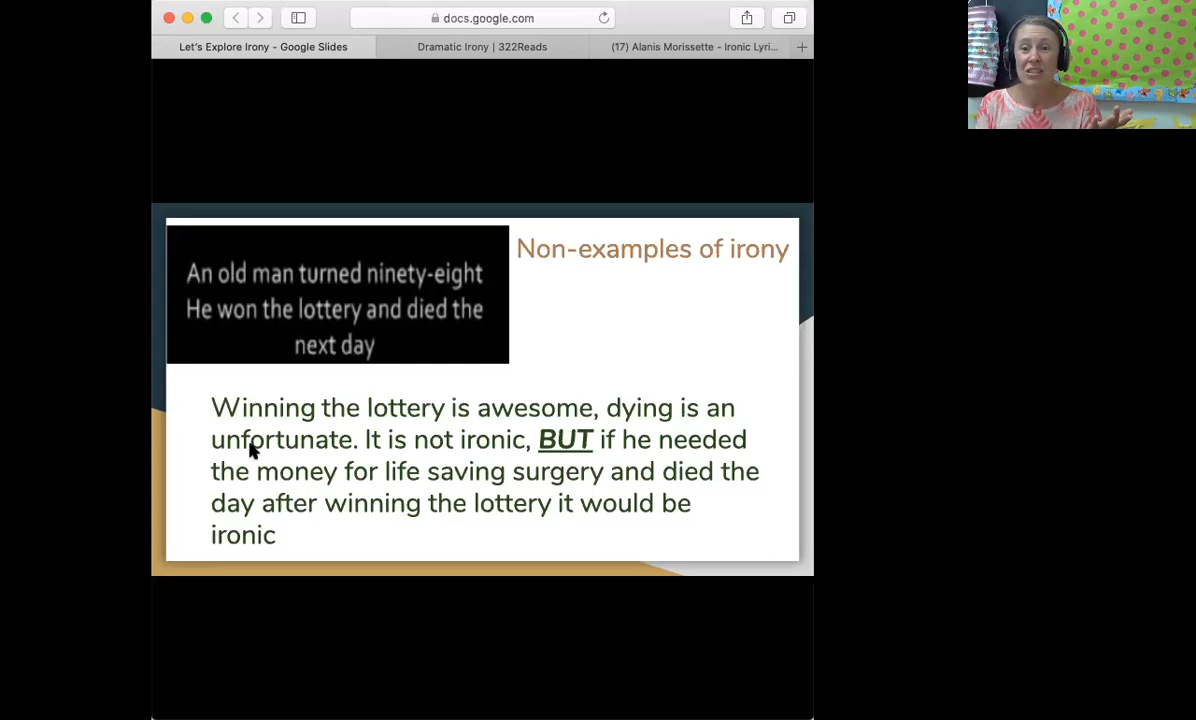 docs.google.com
Let's Explore Irony - Google Slides
Dramatic Irony | 322Reads
(17) Alanis Morissette - Ironic Lyri...
An old man turned ninety-eight
He won the lottery and died the
next day
Non-examples of irony
Winning the lottery is awesome, dying is an
unfortunate. It is not ironic, BUT if he needed
the money for life saving surgery and died the
day after winning the lottery it would be
ironic